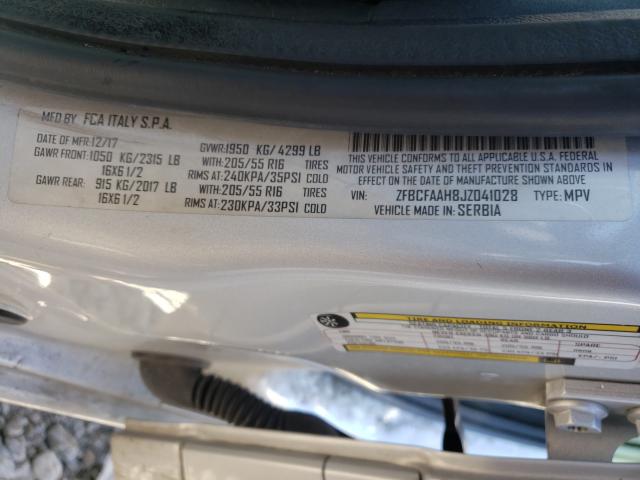 MFD BY FCA ITALY S.P.A.
DATE OF MFR: 12/17 GVWR: 1950 KG/ 4299 LB
GAWR FRONT: 1050 KG/2315 LB WITH: 205/55 R16 TIRES
16X6 1/2 RIMS AT: 240KPA/35PSI COLD
GAWR REAR: 915 KG/2017 LB WITH: 205/55 R16 TIRES
16X6 1/2 RIMS AT: 230KPA/33PSI COLD
THIS VEHICLE CONFORMS TO ALL APPLICABLE U.S.A. FEDERAL
MOTOR VEHICLE SAFETY AND THEFT PREVENTION STANDARDS IN
EFFECT ON THE DATE OF MANUFACTURE SHOWN ABOVE
VIN: ZFBCFAAH8JZ041028 TYPE: MPV
VEHICLE MADE IN: SERBIA
TIRE AND LOADING INFORMATION
SPARE